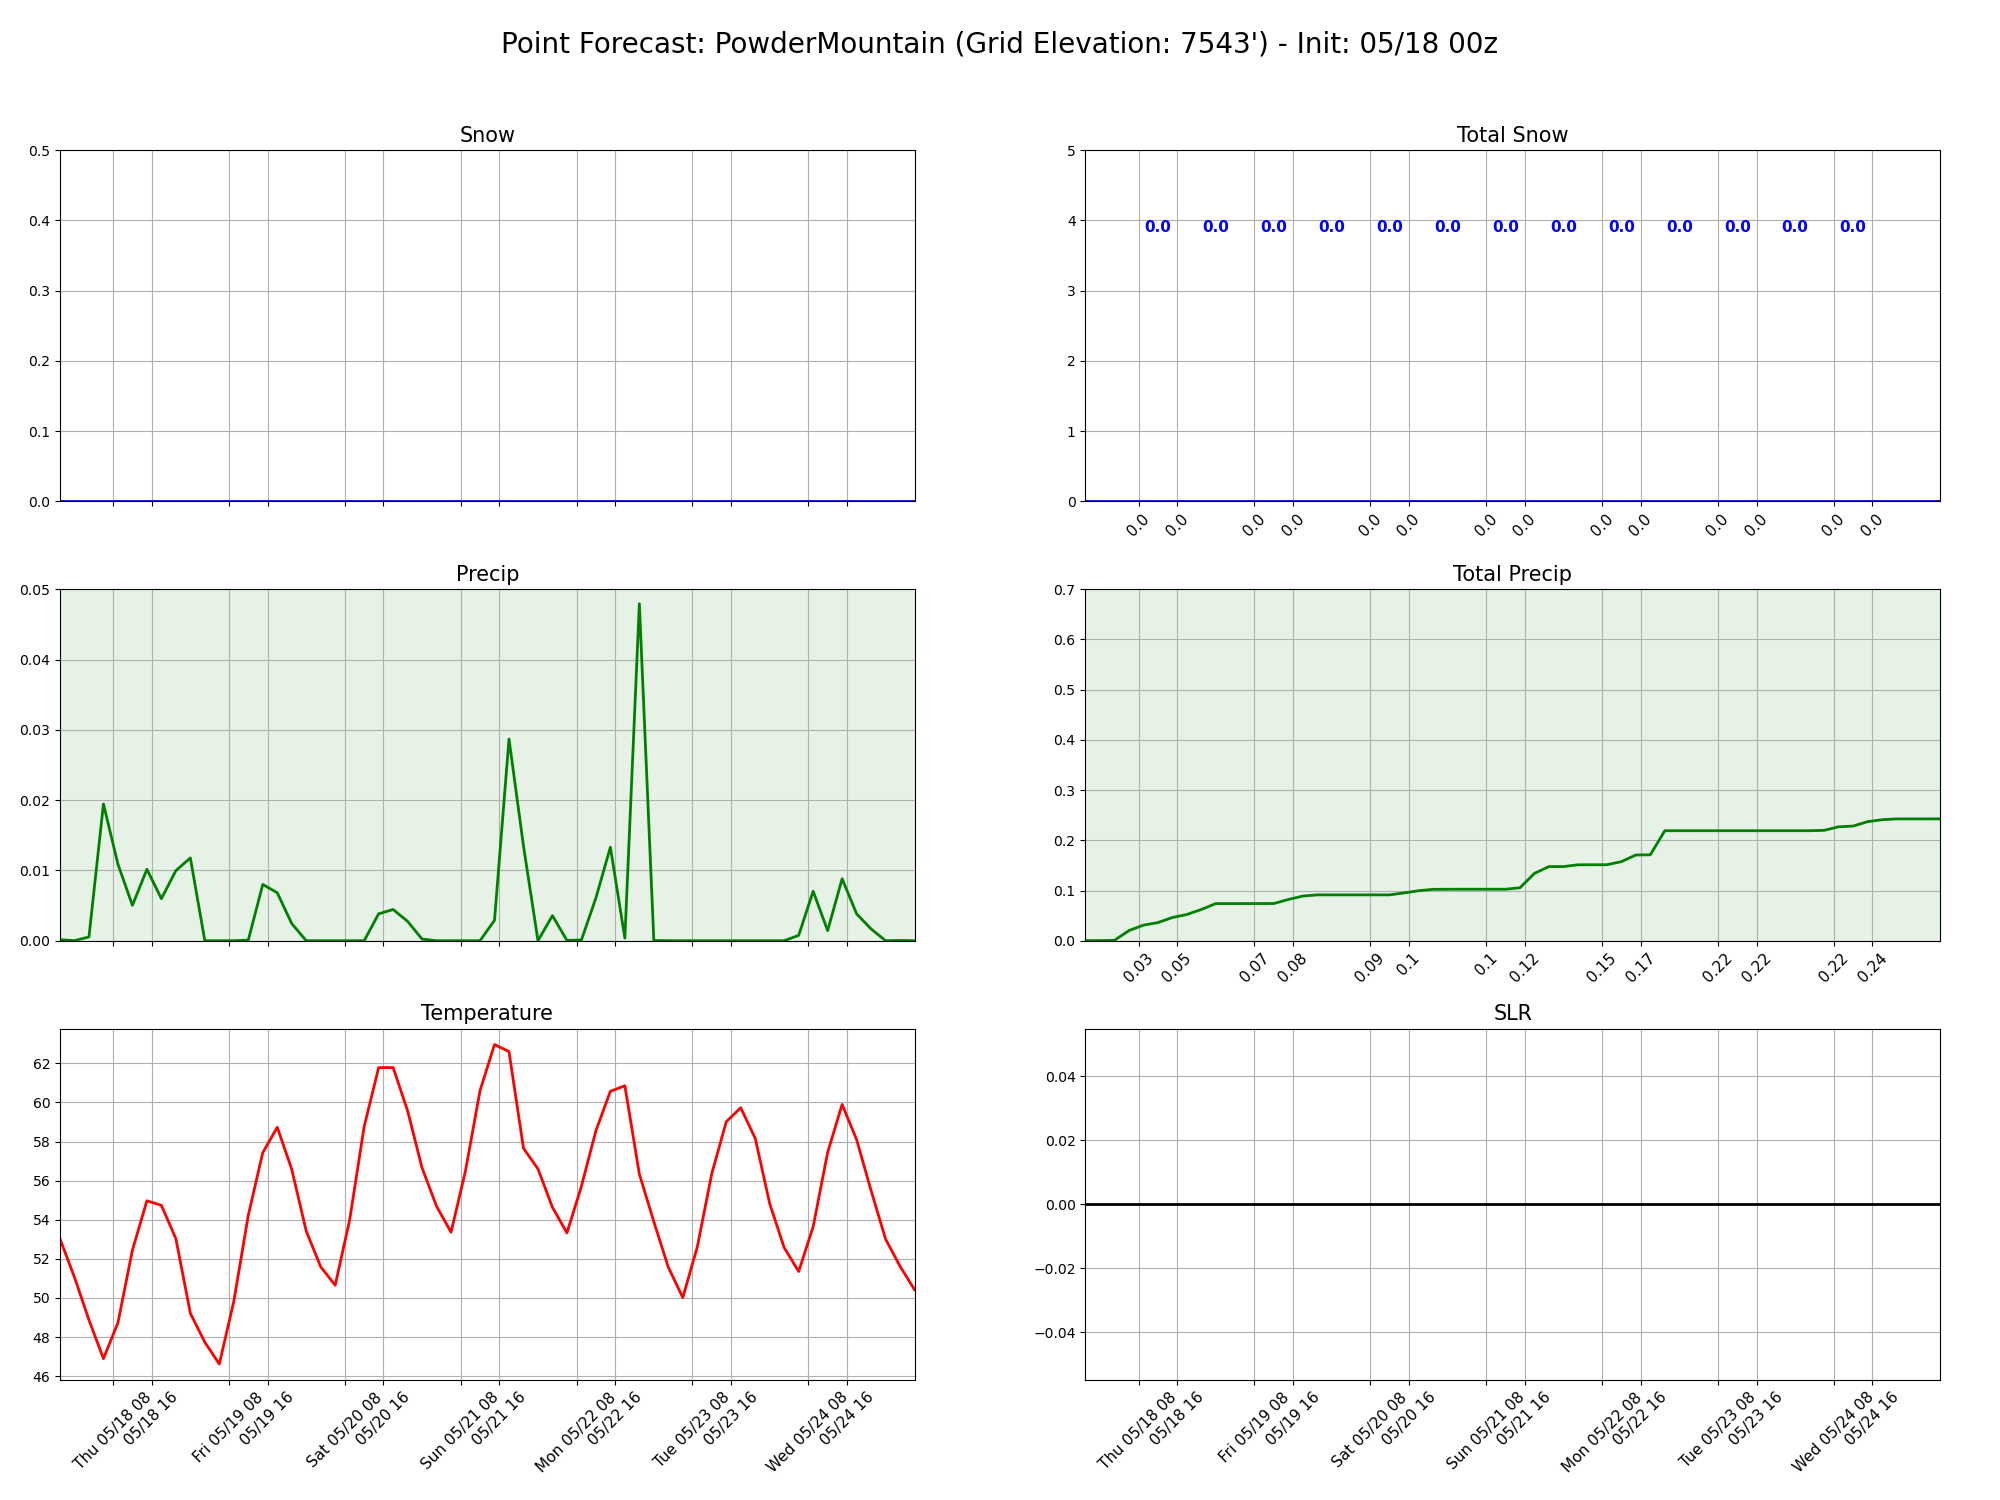 Point Forecast: PowderMountain (Grid Elevation: 7543') - Init: 05/18 00z
Snow
0.5
0.4
0.3
0.2
0.1
0.0
Total Snow
5
4
3
2
1
0
0.0 0.0 0.0 0.0 0.0 0.0 0.0 0.0 0.0 0.0 0.0 0.0 0.0
0.0 0.0 0.0 0.0 0.0 0.0 0.0 0.0 0.0 0.0 0.0 0.0 0.0 0.0
Precip
0.05
0.04
0.03
0.02
0.01
0.00
Total Precip
0.7
0.6
0.5
0.4
0.3
0.2
0.1
0.0
0.03 0.05 0.07 0.08 0.09 0.1 0.1 0.12 0.15 0.17 0.22 0.22 0.22 0.24
Temperature
62
60
58
56
54
52
50
48
46
Thu 05/18 08
05/18 16
Fri 05/19 08
05/19 16
Sat 05/20 08
05/20 16
Sun 05/21 08
05/21 16
Mon 05/22 08
05/22 16
Tue 05/23 08
05/23 16
Wed 05/24 08
05/24 16
SLR
0.04
0.02
0.00
−0.02
−0.04
Thu 05/18 08
05/18 16
Fri 05/19 08
05/19 16
Sat 05/20 08
05/20 16
Sun 05/21 08
05/21 16
Mon 05/22 08
05/22 16
Tue 05/23 08
05/23 16
Wed 05/24 08
05/24 16